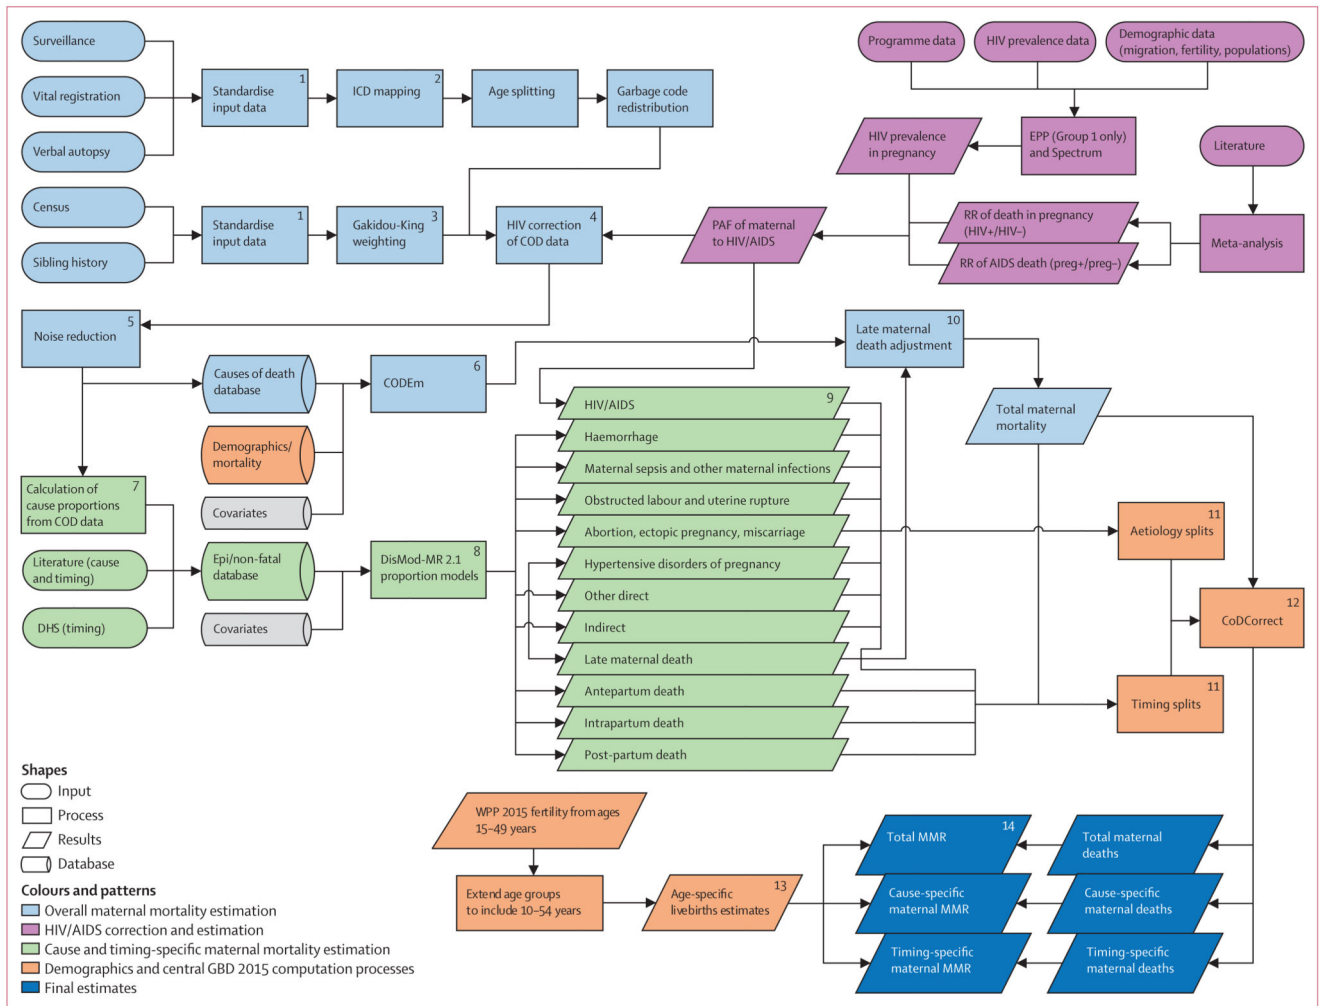 Surveillance
Vital registration
Verbal autopsy
Standardise
input data
1
ICD mapping
2
Age splitting
Garbage code
redistribution
Census
Sibling history
Standardise
input data
1
Gakidou-King
weighting
3
HIV correction
of COD data
4
Programme data
HIV prevalence data
Demographic data
(migration, fertility, populations)
HIV prevalence
in pregnancy
EPP (Group 1 only)
and Spectrum
Literature
PAF of maternal
to HIV/AIDS
RR of death in pregnancy
(HIV+/HIV–)
RR of AIDS death (preg+/preg–)
Meta-analysis
Noise reduction
5
Causes of death
database
CODEm
6
Demographics/
mortality
Covariates
Late maternal
death adjustment
10
Total maternal
mortality
Calculation of
cause proportions
from COD data
7
Literature (cause
and timing)
DHS (timing)
Epi/non-fatal
database
Covariates
DisMod-MR 2.1
proportion models
8
HIV/AIDS
9
Haemorrhage
Maternal sepsis and other maternal infections
Obstructed labour and uterine rupture
Abortion, ectopic pregnancy, miscarriage
Hypertensive disorders of pregnancy
Other direct
Indirect
Late maternal death
Antepartum death
Intrapartum death
Post-partum death
Aetiology splits
11
CoDCorrect
12
Timing splits
11
WPP 2015 fertility from ages
15–49 years
Extend age groups
to include 10–54 years
Age-specific
livebirths estimates
13
Total MMR
14
Total maternal
deaths
Cause-specific
maternal MMR
Cause-specific
maternal deaths
Timing-specific
maternal MMR
Timing-specific
maternal deaths
Shapes
Input
Process
Results
Database
Colours and patterns
Overall maternal mortality estimation
HIV/AIDS correction and estimation
Cause and timing-specific maternal mortality estimation
Demographics and central GBD 2015 computation processes
Final estimates